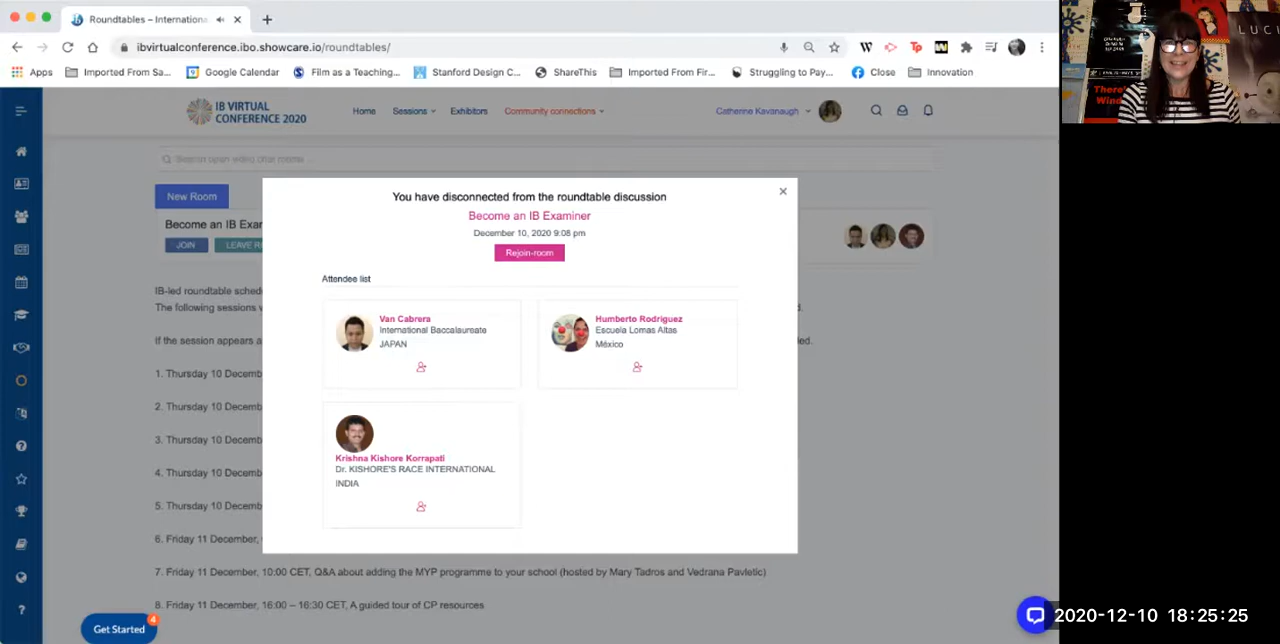 Roundtables – Internationa
ibvirtualconference.ibo.showcare.io/roundtables/
Apps Imported From Sa... Google Calendar Film as a Teaching... Stanford Design C... ShareThis Imported From Fir... Struggling to Pay... Close Innovation
IB VIRTUAL
CONFERENCE 2020
Home Sessions Exhibitors Community connections Catherine Kavanaugh
New Room
Become an IB Exa
JOIN LEAVE R
You have disconnected from the roundtable discussion
Become an IB Examiner
December 10, 2020 9:08 pm
Rejoin-room
Attendee list
Van Cabrera
International Baccalaureate
JAPAN
Humberto Rodriguez
Escuela Lomas Altas
México
Krishna Kishore Korrapati
Dr. KISHORE'S RACE INTERNATIONAL
INDIA
IB-led roundtable sched
The following sessions
If the session appears a
1. Thursday 10 Decemb
2. Thursday 10 Decemb
3. Thursday 10 Decemb
4. Thursday 10 Decemb
5. Thursday 10 Decemb
6. Friday 11 December,
7. Friday 11 December, 10:00 CET, Q&A about adding the MYP programme to your school (hosted by Mary Tadros and Vedrana Pavletic)
8. Friday 11 December, 16:00 – 16:30 CET, A guided tour of CP resources
Get Started
4
LUCI
There
Wind
2020-12-10 18:25:25